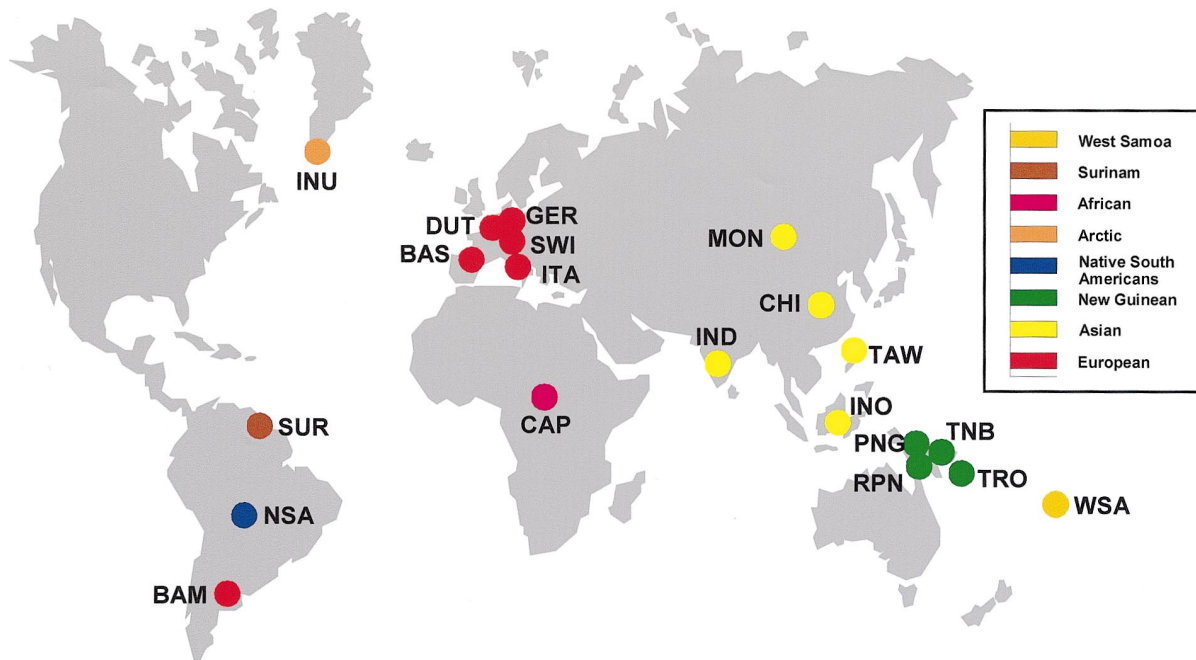 INU
DUT
GER
BAS
SWI
ITA
MON
CHI
IND
TAW
SUR
CAP
INO
PNG
TNB
RPN
TRO
NSA
WSA
BAM
West Samoa
Surinam
African
Arctic
Native South
Americans
New Guinean
Asian
European